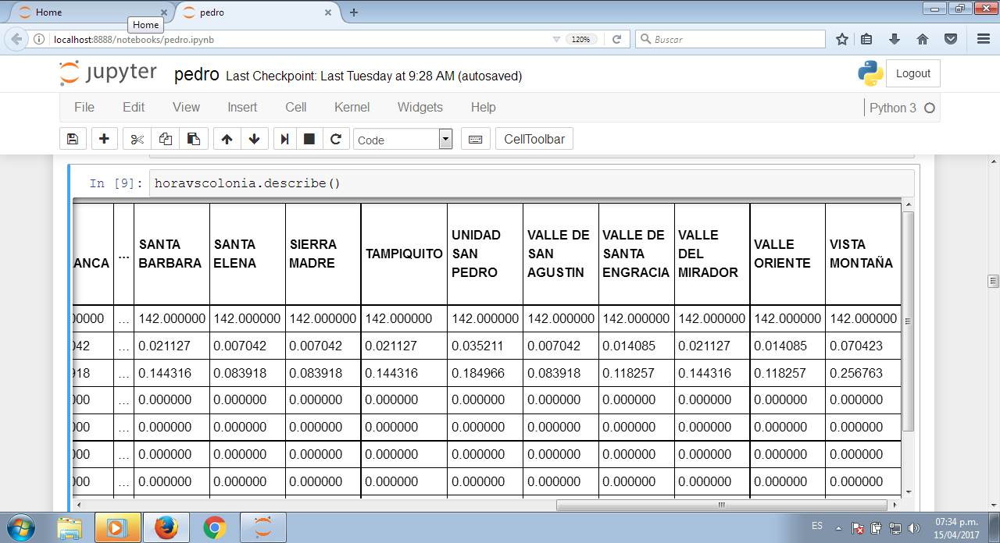 Home
pedro
Home
localhost:8888/notebooks/pedro.ipynb
120%
Buscar
jupyter
pedro Last Checkpoint: Last Tuesday at 9:28 AM (autosaved)
Logout
File Edit View Insert Cell Kernel Widgets Help
Python 3
Code
CellToolbar
In [9]: horavscolonia.describe()
ANCA ... SANTA BARBARA SANTA ELENA SIERRA MADRE TAMPIQUITO UNIDAD SAN PEDRO VALLE DE SAN AGUSTIN VALLE DE SANTA ENGRACIA VALLE DEL MIRADOR VALLE ORIENTE VISTA MONTAÑA
00000 ... 142.000000 142.000000 142.000000 142.000000 142.000000 142.000000 142.000000 142.000000 142.000000 142.000000
042 ... 0.021127 0.007042 0.007042 0.021127 0.035211 0.007042 0.014085 0.021127 0.014085 0.070423
918 ... 0.144316 0.083918 0.083918 0.144316 0.184966 0.083918 0.118257 0.144316 0.118257 0.256763
000 ... 0.000000 0.000000 0.000000 0.000000 0.000000 0.000000 0.000000 0.000000 0.000000 0.000000
000 ... 0.000000 0.000000 0.000000 0.000000 0.000000 0.000000 0.000000 0.000000 0.000000 0.000000
000 ... 0.000000 0.000000 0.000000 0.000000 0.000000 0.000000 0.000000 0.000000 0.000000 0.000000
000 ... 0.000000 0.000000 0.000000 0.000000 0.000000 0.000000 0.000000 0.000000 0.000000 0.000000
ES
07:34 p.m.
15/04/2017